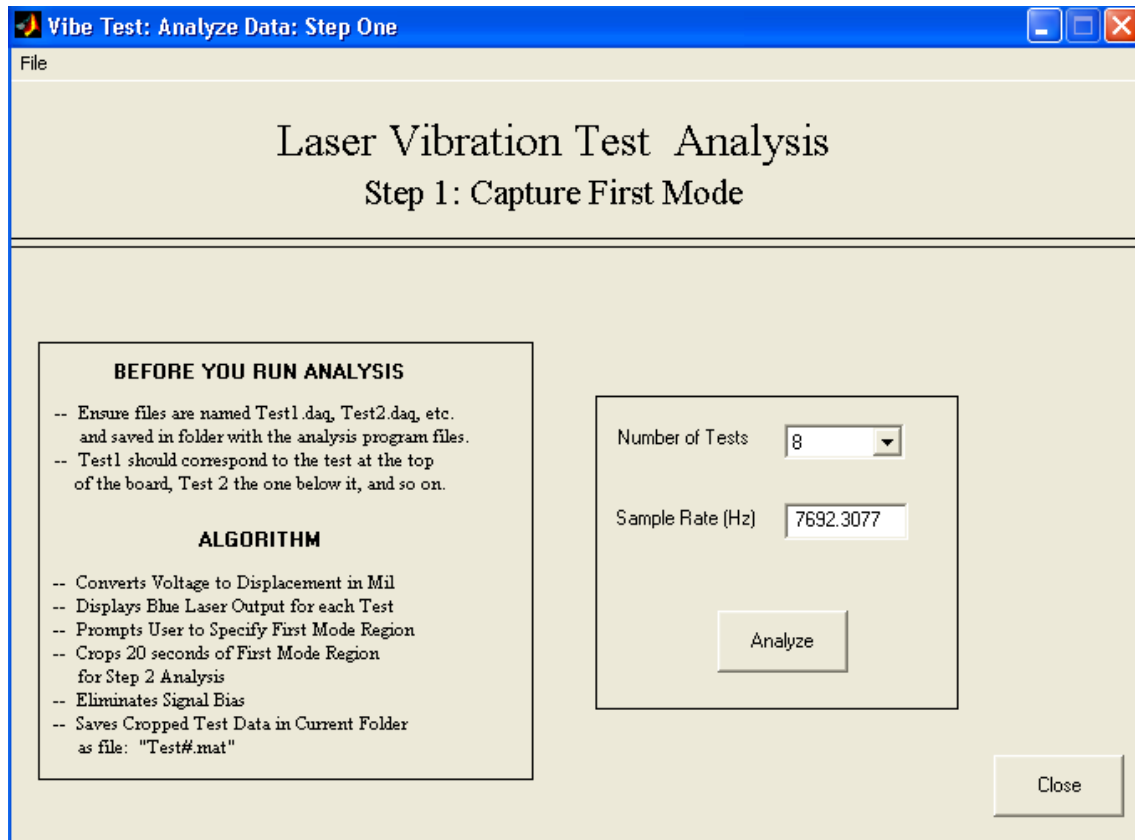 Vibe Test: Analyze Data: Step One
File
Laser Vibration Test Analysis
Step 1: Capture First Mode
BEFORE YOU RUN ANALYSIS
-- Ensure files are named Test1.daq, Test2.daq, etc.
and saved in folder with the analysis program files.
-- Test1 should correspond to the test at the top
of the board, Test 2 the one below it, and so on.
ALGORITHM
-- Converts Voltage to Displacement in Mil
-- Displays Blue Laser Output for each Test
-- Prompts User to Specify First Mode Region
-- Crops 20 seconds of First Mode Region
for Step 2 Analysis
-- Eliminates Signal Bias
-- Saves Cropped Test Data in Current Folder
as file: "Test#.mat"
Number of Tests 8
Sample Rate (Hz) 7692.3077
Analyze
Close